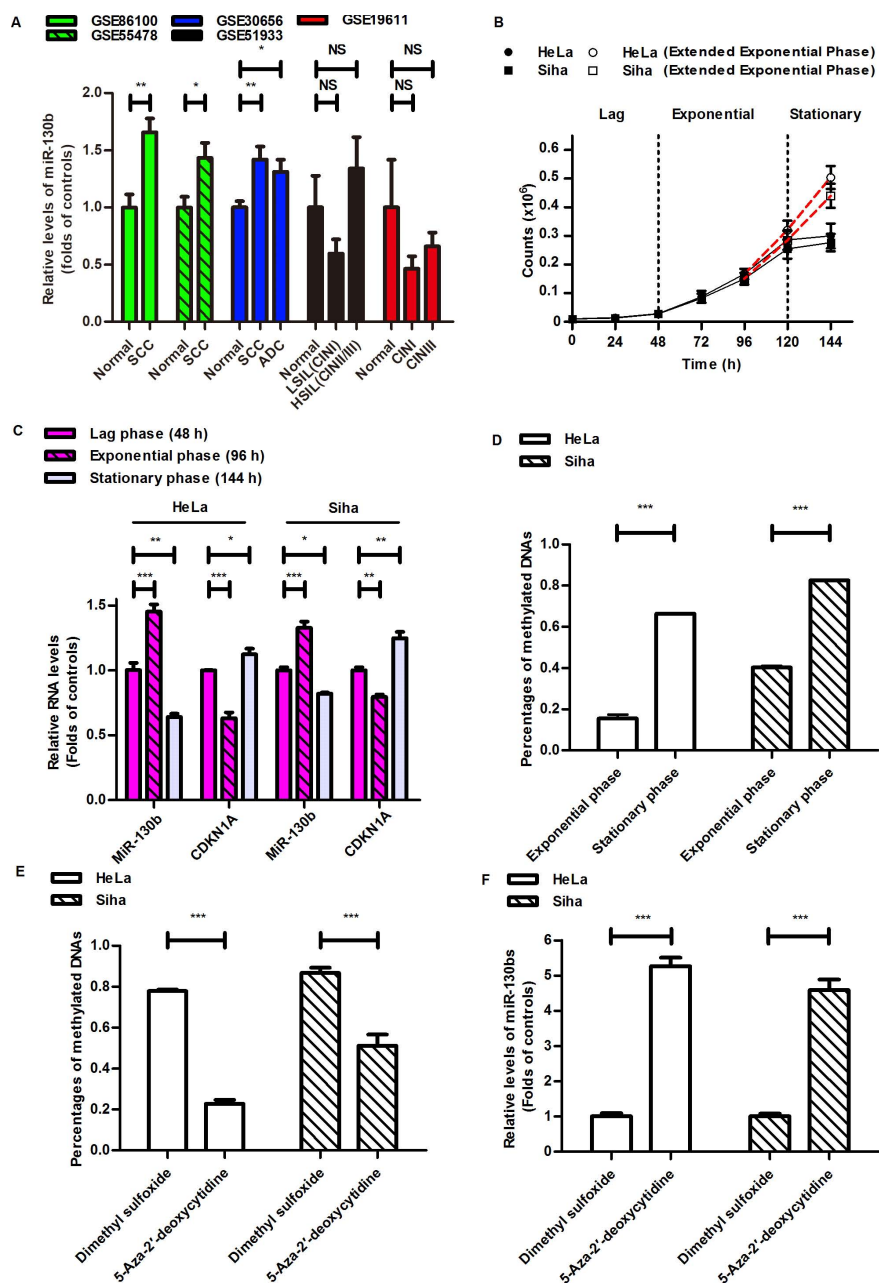 A
GSE86100
GSE30656
GSE19611
GSE55478
GSE51933
**
*
**
*
NS
NS
NS
NS
Relative levels of miR-130b
(folds of controls)
2.0
1.5
1.0
0.5
0.0
Normal
SCC
Normal
SCC
Normal
SCC
ADC
Normal
LSIL(CINI)
HSIL(CINII/III)
Normal
CINI
CINIII
B
HeLa
HeLa (Extended Exponential Phase)
Siha
Siha (Extended Exponential Phase)
Lag
Exponential
Stationary
Counts (x10⁶)
0.6
0.5
0.4
0.3
0.2
0.1
0
0 24 48 72 96 120 144
Time (h)
C
Lag phase (48 h)
Exponential phase (96 h)
Stationary phase (144 h)
HeLa
Siha
** * * **
*** *** *** **
Relative RNA levels
(Folds of controls)
1.5
1.0
0.5
0.0
MiR-130b
CDKN1A
MiR-130b
CDKN1A
D
HeLa
Siha
*** ***
Percentages of methylated DNAs
1.0
0.8
0.6
0.4
0.2
0.0
Exponential phase
Stationary phase
Exponential phase
Stationary phase
E
HeLa
Siha
*** ***
Percentages of methylated DNAs
1.0
0.8
0.6
0.4
0.2
0.0
Dimethyl sulfoxide
5-Aza-2'-deoxycytidine
Dimethyl sulfoxide
5-Aza-2'-deoxycytidine
F
HeLa
Siha
*** ***
Relative levels of miR-130bs
(Folds of controls)
6
5
4
3
2
1
0
Dimethyl sulfoxide
5-Aza-2'-deoxycytidine
Dimethyl sulfoxide
5-Aza-2'-deoxycytidine